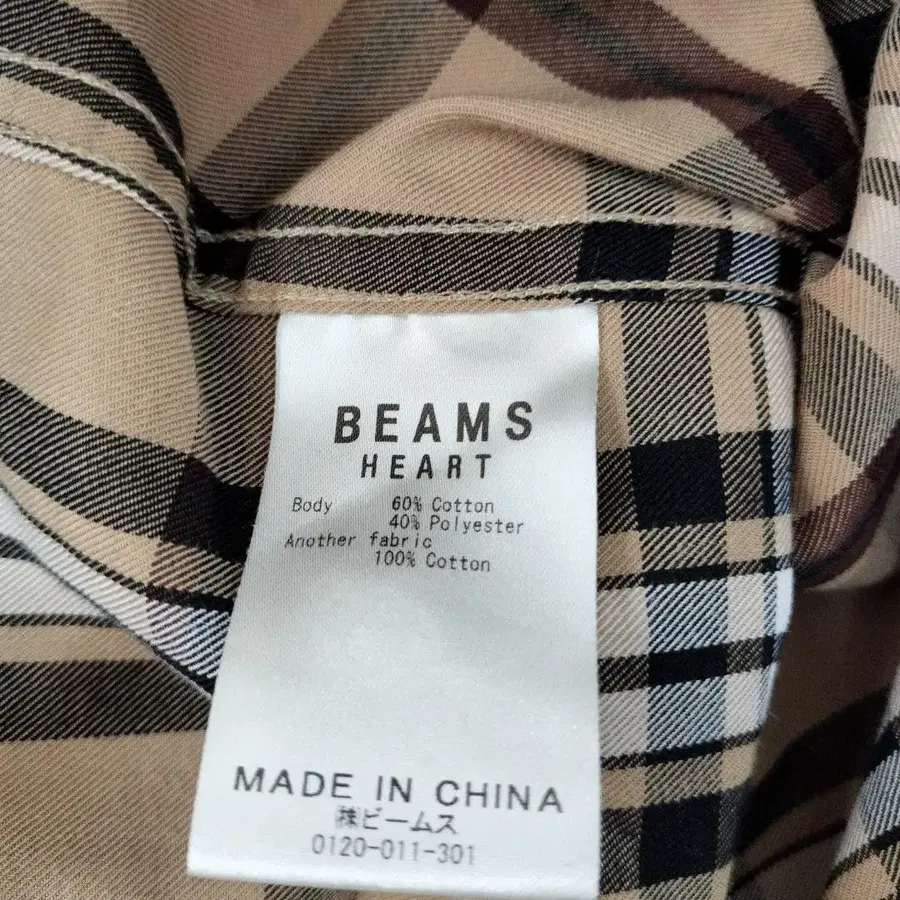 BEAMS
HEART
Body 60% Cotton
40% Polyester
Another fabric
100% Cotton
MADE IN CHINA
㈱ビームス
0120-011-301